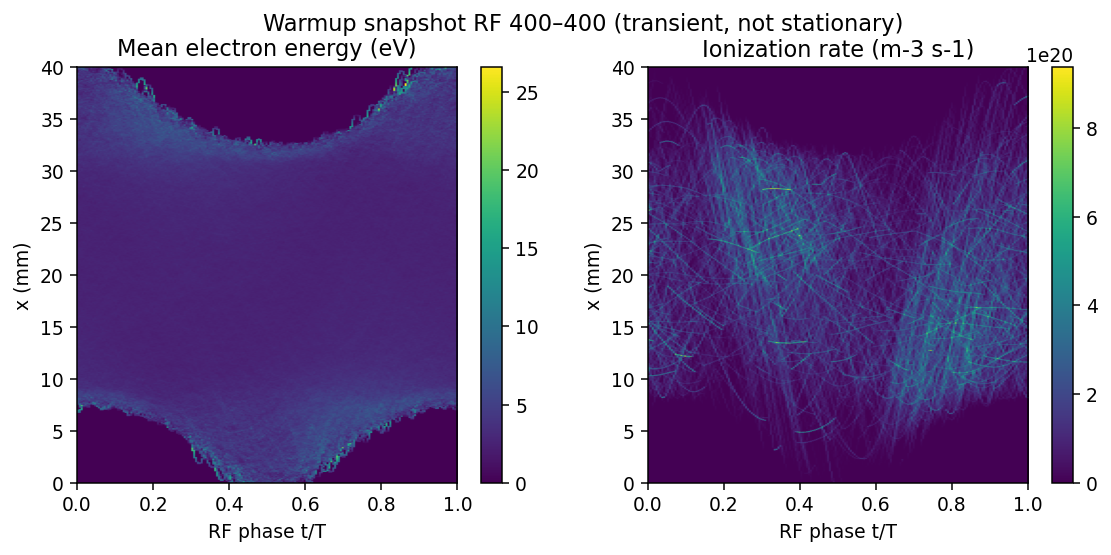 Warmup snapshot RF 400–400 (transient, not stationary)
Mean electron energy (eV)
40
35
30
25
20
15
10
5
0
x (mm)
0.0 0.2 0.4 0.6 0.8 1.0
RF phase t/T
25
20
15
10
5
0
Ionization rate (m-3 s-1)
1e20
40
35
30
25
20
15
10
5
0
x (mm)
0.0 0.2 0.4 0.6 0.8 1.0
RF phase t/T
8
6
4
2
0